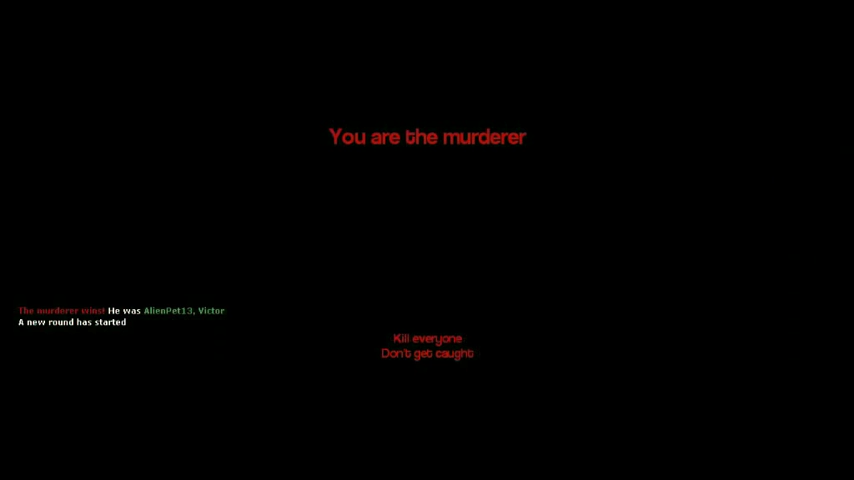 You are the murderer
The murderer wins! He was AlienPet13, Victor
A new round has started
Kill everyone
Don't get caught